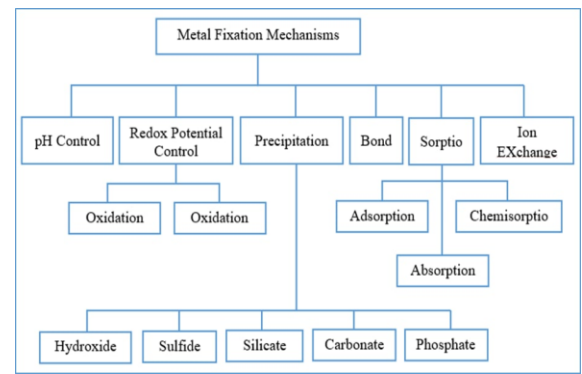 Metal Fixation Mechanisms
pH Control
Redox Potential
Control
Precipitation
Bond
Sorptio
Ion
EXchange
Oxidation
Oxidation
Adsorption
Chemisorptio
Absorption
Hydroxide
Sulfide
Silicate
Carbonate
Phosphate